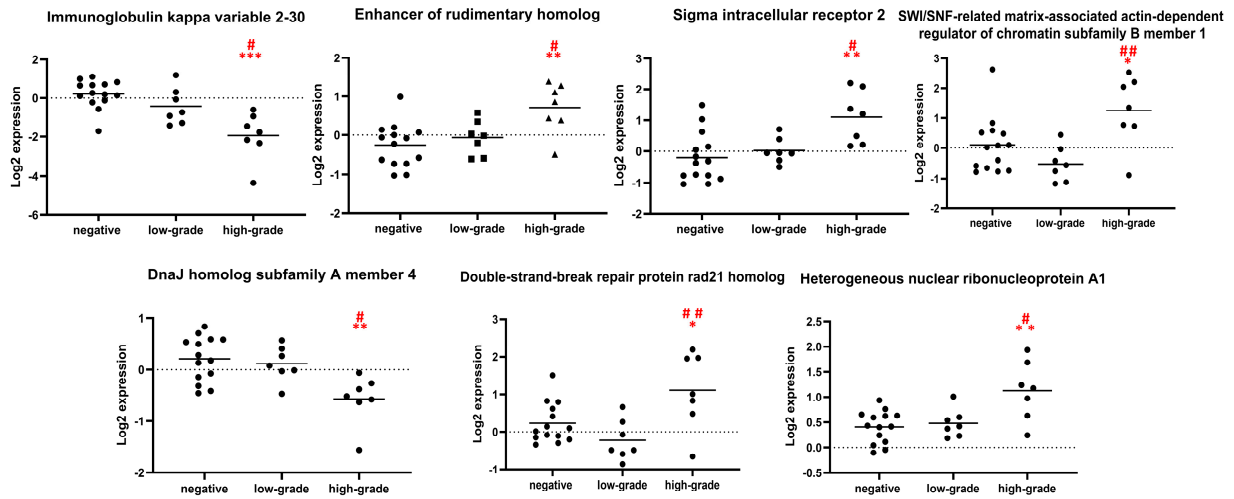 Immunoglobulin kappa variable 2-30
#
***
Log2 expression
2
0
-2
-4
-6
negative low-grade high-grade
Enhancer of rudimentary homolog
#
**
Log2 expression
2
1
0
-1
-2
negative low-grade high-grade
Sigma intracellular receptor 2
#
**
Log2 expression
3
2
1
0
-1
-2
negative low-grade high-grade
SWI/SNF-related matrix-associated actin-dependent
regulator of chromatin subfamily B member 1
##
*
Log2 expression
3
2
1
0
-1
-2
negative low-grade high-grade
DnaJ homolog subfamily A member 4
#
**
Log2 expression
1
0
-1
-2
negative low-grade high-grade
Double-strand-break repair protein rad21 homolog
# #
*
Log2 expression
3
2
1
0
-1
negative low-grade high-grade
Heterogeneous nuclear ribonucleoprotein A1
#
* *
Log2 expression
2.5
2.0
1.5
1.0
0.5
0.0
-0.5
negative low-grade high-grade